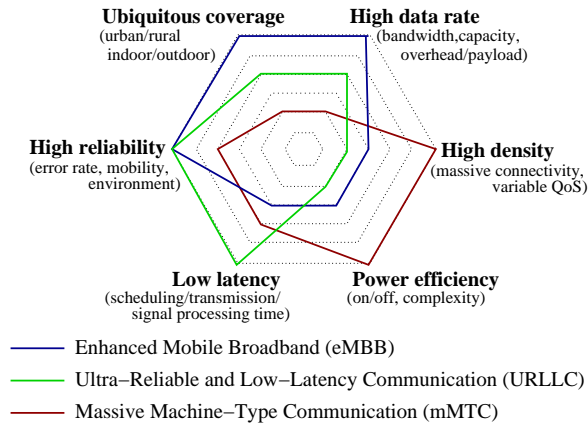 Ubiquitous coverage
(urban/rural
indoor/outdoor)
High data rate
(bandwidth,capacity,
overhead/payload)
High reliability
(error rate, mobility,
environment)
High density
(massive connectivity,
variable QoS)
Low latency
(scheduling/transmission/
signal processing time)
Power efficiency
(on/off, complexity)
Enhanced Mobile Broadband (eMBB)
Ultra−Reliable and Low−Latency Communication (URLLC)
Massive Machine−Type Communication (mMTC)